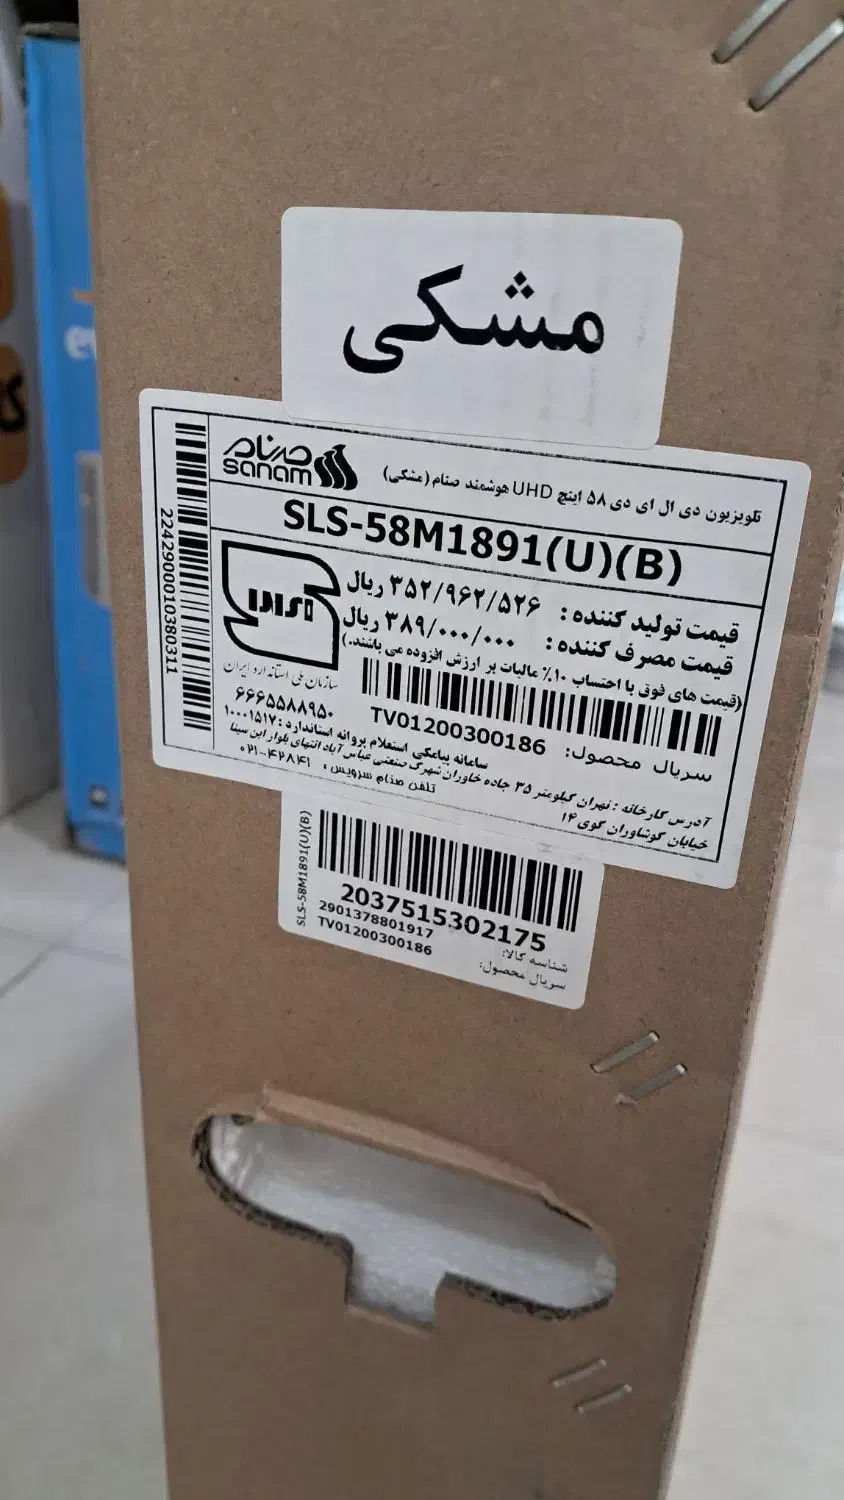 مشکی
صنام
sanam
تلویزیون دی ال ای دی ۵۸ اینچ UHD هوشمند صنام (مشکی)
SLS-58M1891(U)(B)
قیمت تولید کننده : ۳۵۲/۹۶۲/۵۲۶ ریال
قیمت مصرف کننده : ۳۸۹/۰۰۰/۰۰۰ ریال
(قیمت های فوق با احتساب ۱۰٪ مالیات بر ارزش افزوده می باشند.)
سازمان ملی استاندارد ایران
۶۶۶۵۵۸۸۹۵۰
سریال محصول: TV01200300186
سامانه پیامکی استعلام پروانه استاندارد : ۱۰۰۰۱۵۱۷
آدرس کارخانه : تهران کیلومتر ۳۵ جاده خاوران شهرک صنعتی عباس آباد انتهای بلوار ابن سینا
خیابان کوشاوران کوی ۱۴
تلفن صنام سرویس : ۰۲۱-۴۲۸۴۱
2242900010380311
SLS-58M1891(U)(B)
2037515302175
شناسه کالا: 2901378801917
سریال محصول: TV01200300186